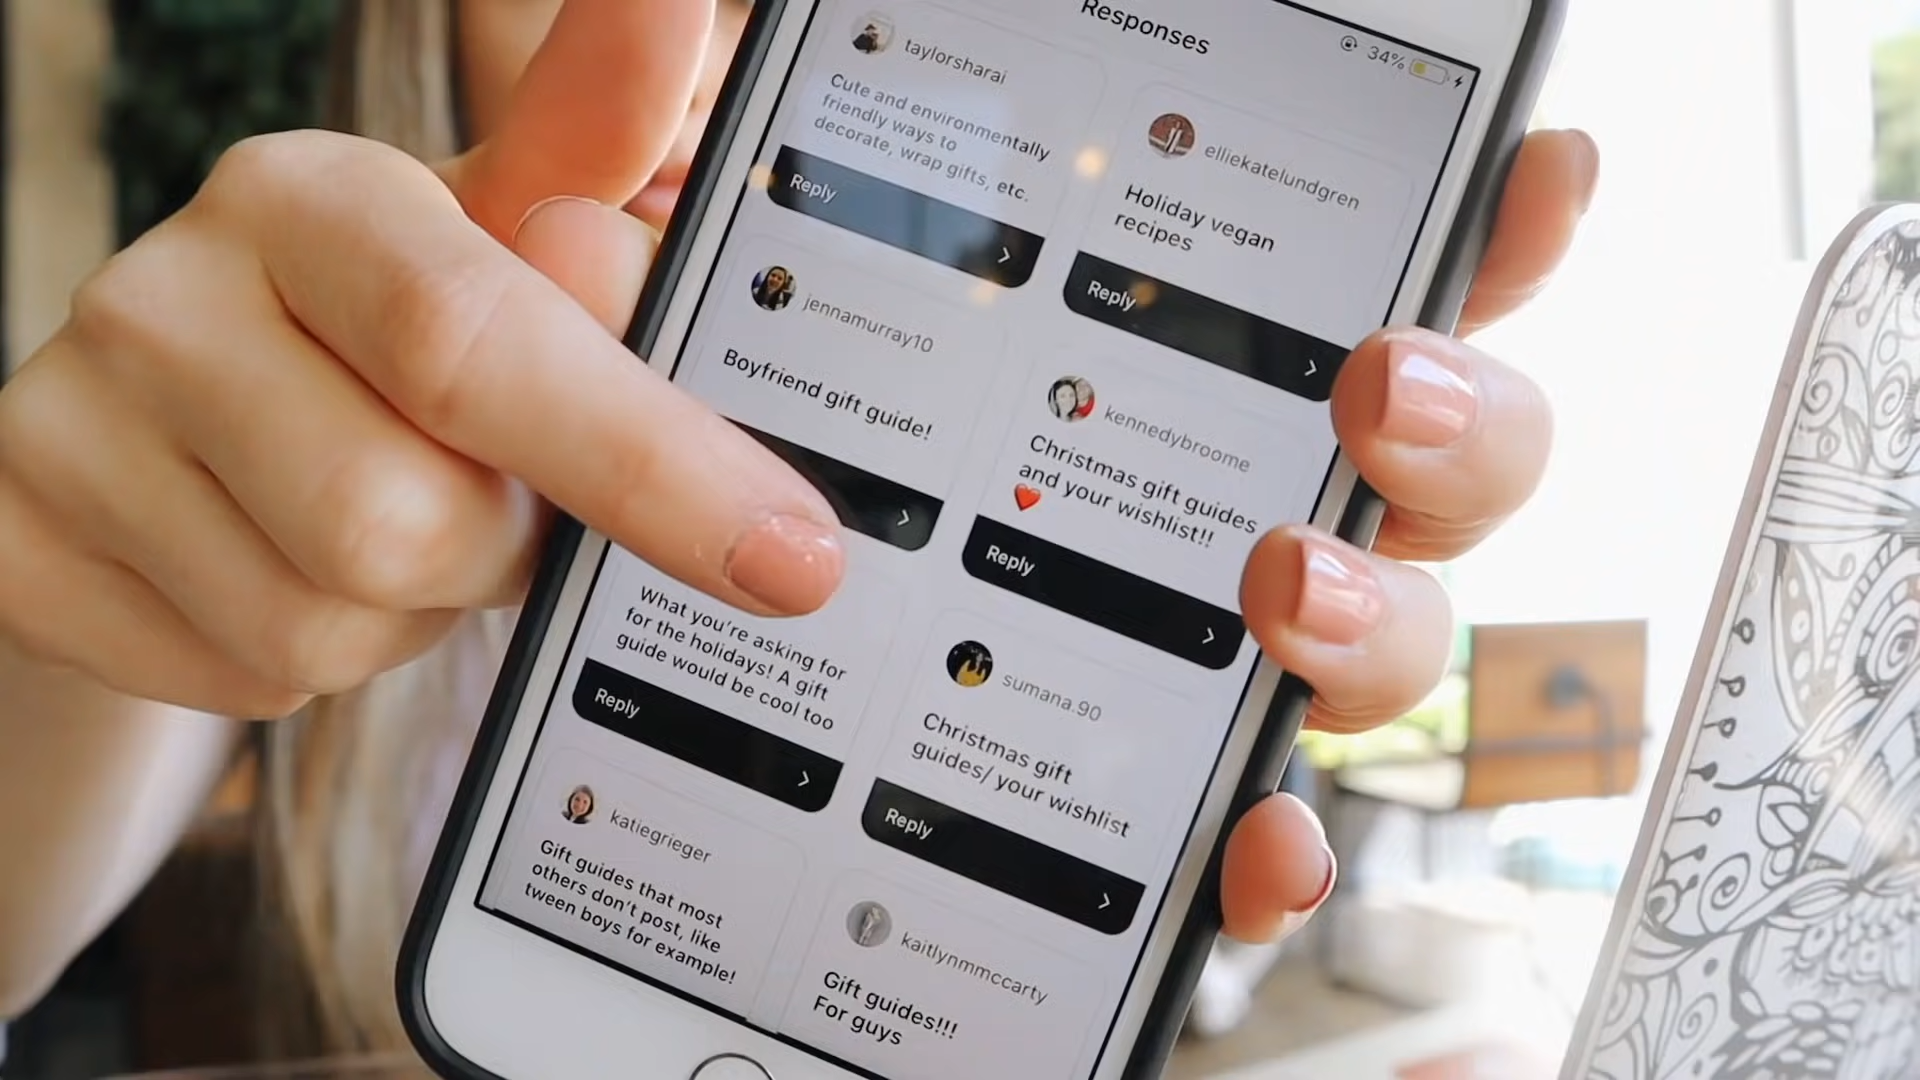 Responses
34%
taylorsharai
Cute and environmentally
friendly ways to
decorate, wrap gifts, etc.
Reply
elliekatelundgren
Holiday vegan
recipes
Reply
jennamurray10
Boyfriend gift guide!
kennedybroome
Christmas gift guides
and your wishlist!!
❤️
Reply
What you're asking for
for the holidays! A gift
guide would be cool too
Reply
sumana.90
Christmas gift
guides/ your wishlist
Reply
katiegrieger
Gift guides that most
others don't post, like
tween boys for example!
kaitlynmmccarty
Gift guides!!!
For guys